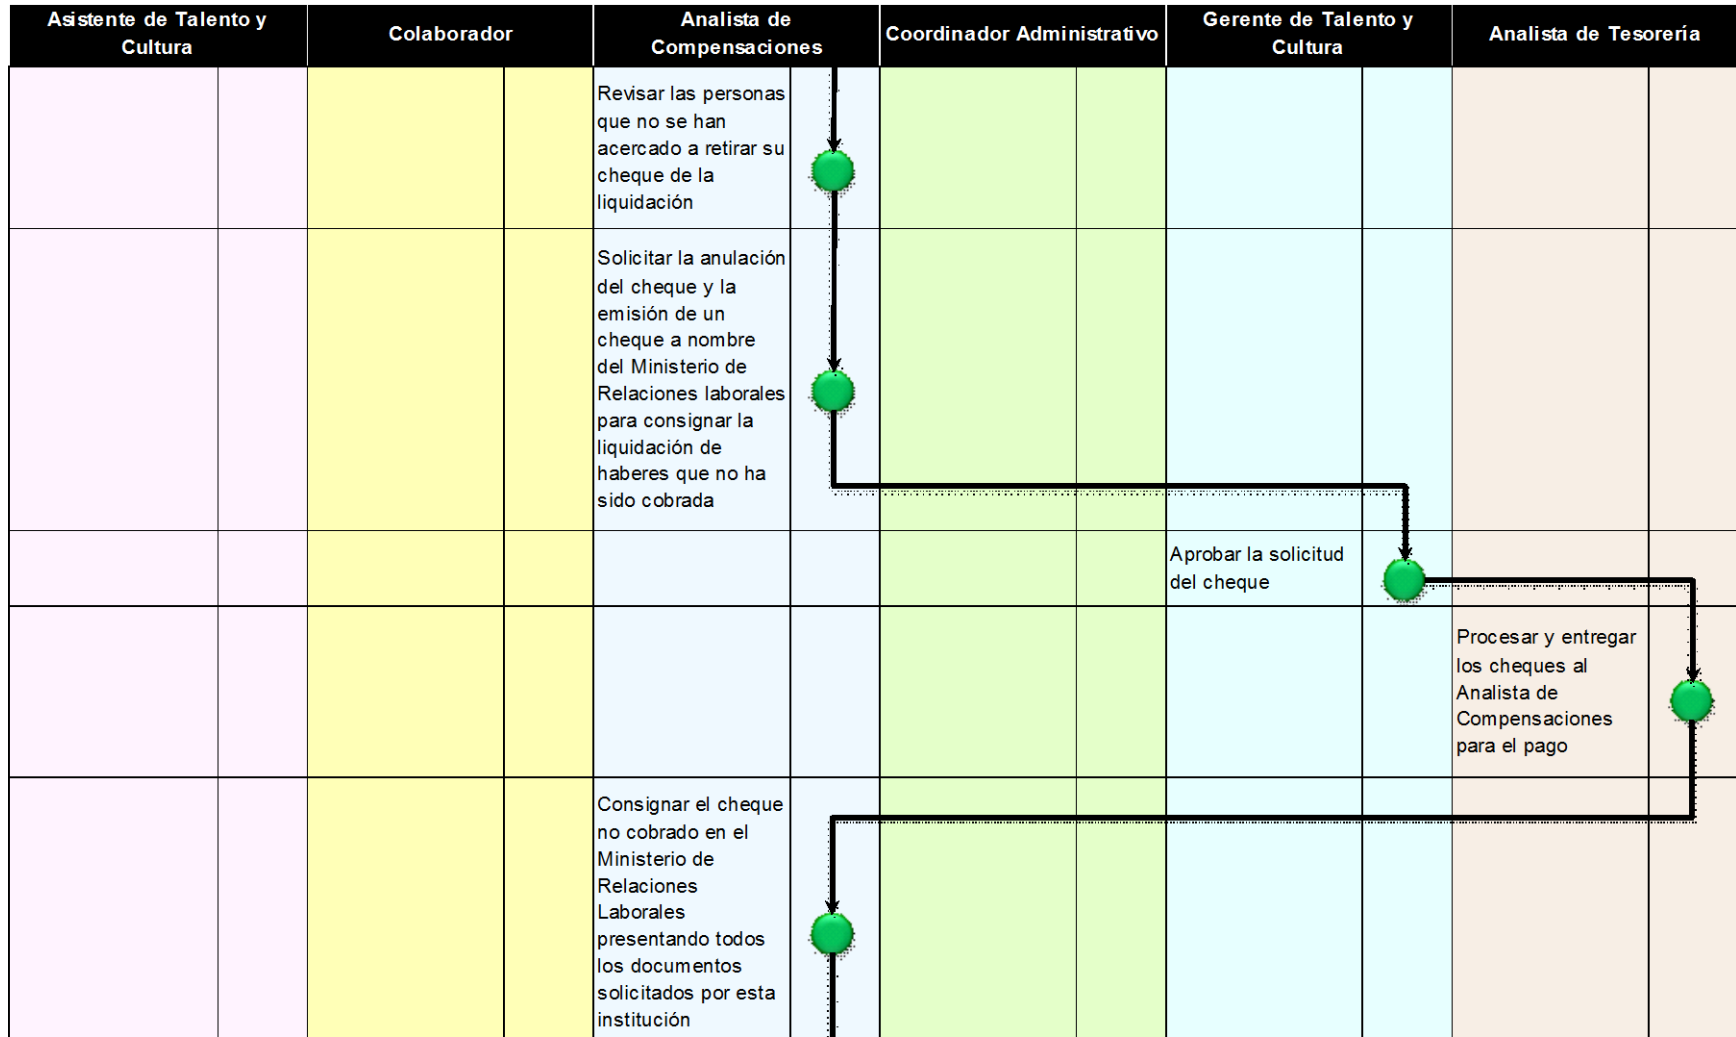 Asistente de Talento y
Cultura
Colaborador
Analista de
Compensaciones
Coordinador Administrativo
Gerente de Talento y
Cultura
Analista de Tesorería
Revisar las personas
que no se han
acercado a retirar su
cheque de la
liquidación
Solicitar la anulación
del cheque y la
emisión de un
cheque a nombre
del Ministerio de
Relaciones laborales
para consignar la
liquidación de
haberes que no ha
sido cobrada
Aprobar la solicitud
del cheque
Procesar y entregar
los cheques al
Analista de
Compensaciones
para el pago
Consignar el cheque
no cobrado en el
Ministerio de
Relaciones
Laborales
presentando todos
los documentos
solicitados por esta
institución